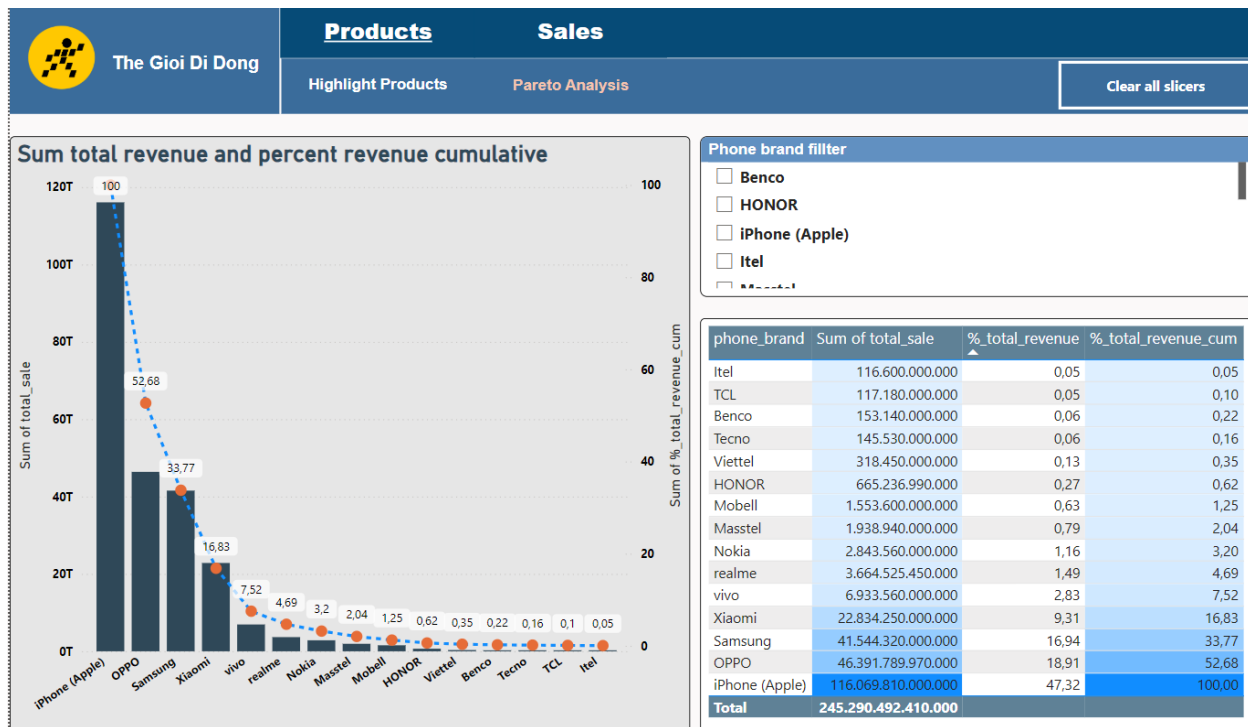 The Gioi Di Dong
Products Sales
Highlight Products Pareto Analysis
Clear all slicers
Sum total revenue and percent revenue cumulative
Sum of total_sale
120T
100T
80T
60T
40T
20T
0T
100
52,68
33,77
16,83
7,52
4,69
3,2
2,04
1,25
0,62
0,35
0,22
0,16
0,1
0,05
100
80
60
40
20
0
Sum of %_total_revenue_cum
iPhone (Apple)
OPPO
Samsung
Xiaomi
vivo
realme
Nokia
Masstel
Mobell
HONOR
Viettel
Benco
Tecno
TCL
Itel
Phone brand fillter
Benco
HONOR
iPhone (Apple)
Itel
Masstel
phone_brand Sum of total_sale %_total_revenue %_total_revenue_cum
Itel 116.600.000.000 0,05 0,05
TCL 117.180.000.000 0,05 0,10
Benco 153.140.000.000 0,06 0,22
Tecno 145.530.000.000 0,06 0,16
Viettel 318.450.000.000 0,13 0,35
HONOR 665.236.990.000 0,27 0,62
Mobell 1.553.600.000.000 0,63 1,25
Masstel 1.938.940.000.000 0,79 2,04
Nokia 2.843.560.000.000 1,16 3,20
realme 3.664.525.450.000 1,49 4,69
vivo 6.933.560.000.000 2,83 7,52
Xiaomi 22.834.250.000.000 9,31 16,83
Samsung 41.544.320.000.000 16,94 33,77
OPPO 46.391.789.970.000 18,91 52,68
iPhone (Apple) 116.069.810.000.000 47,32 100,00
Total 245.290.492.410.000